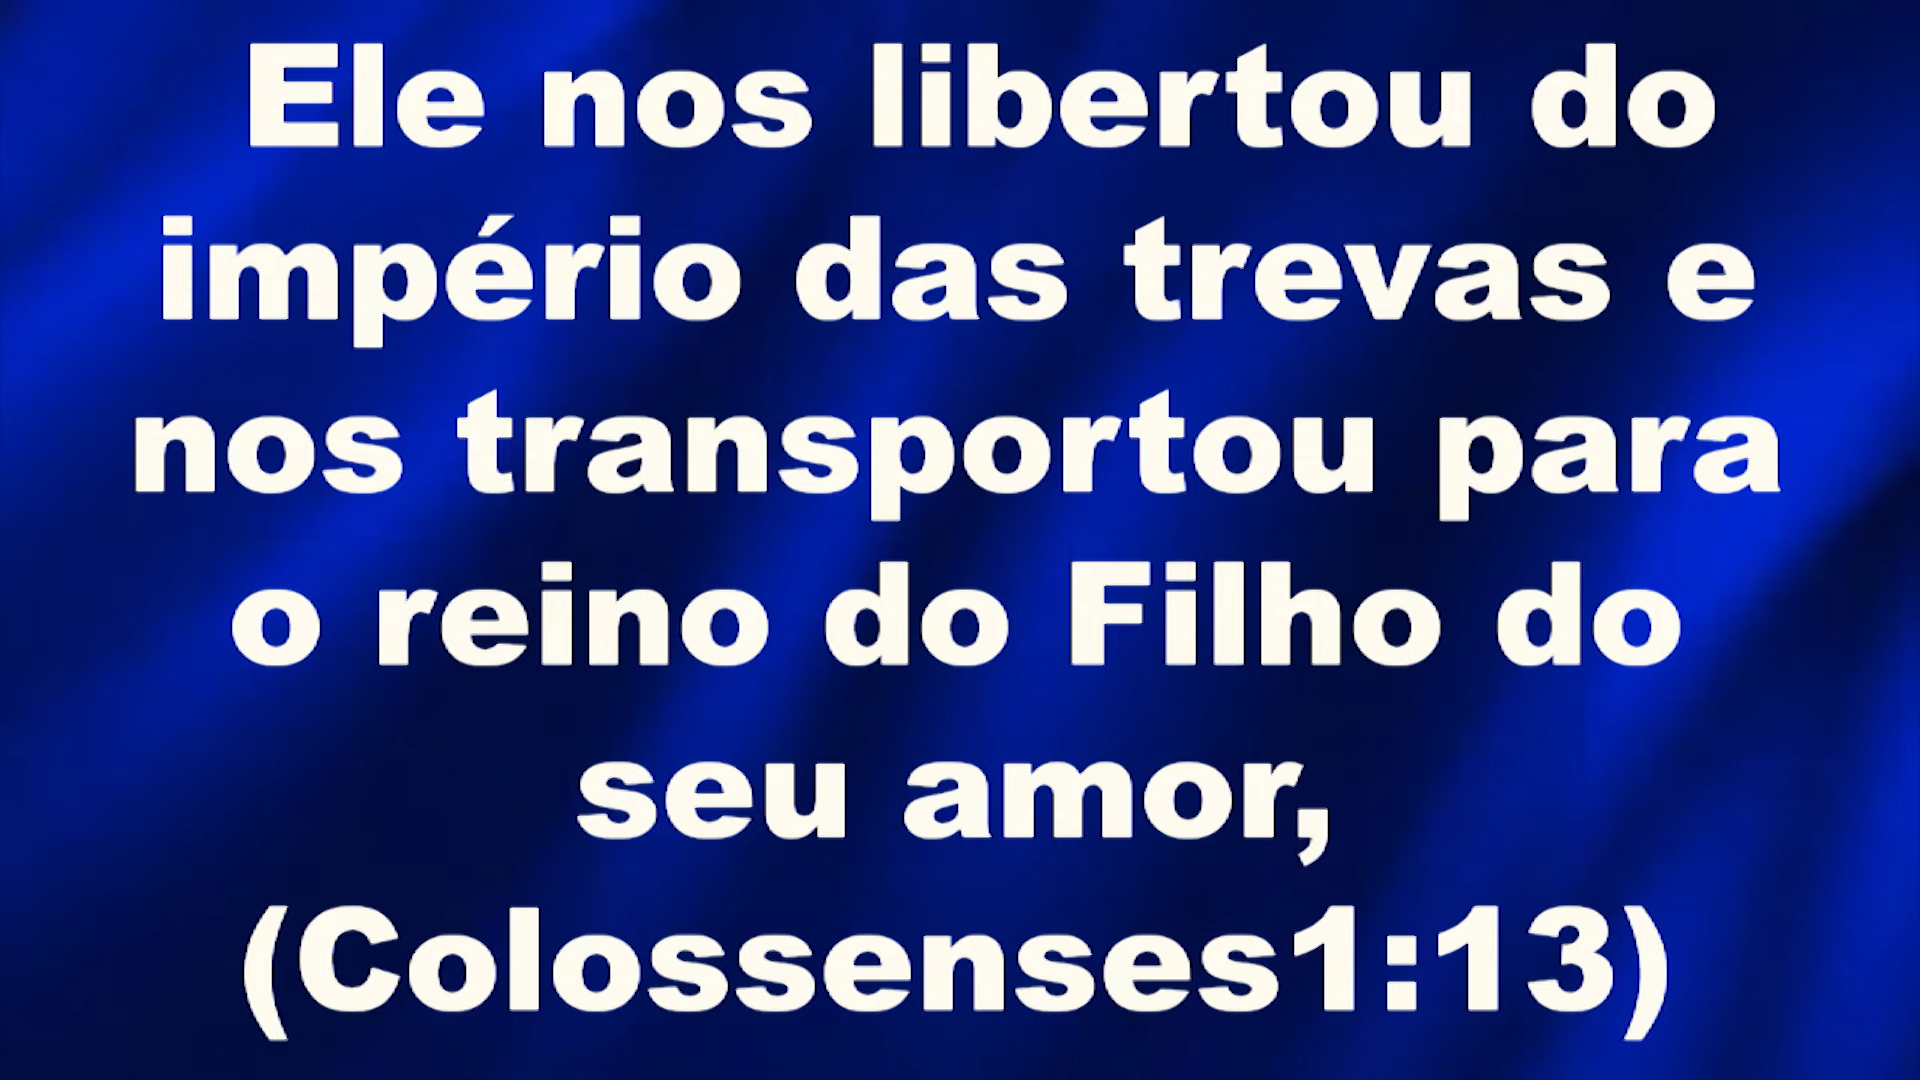 Ele nos libertou do
império das trevas e
nos transportou para
o reino do Filho do
seu amor,
(Colossenses1:13)